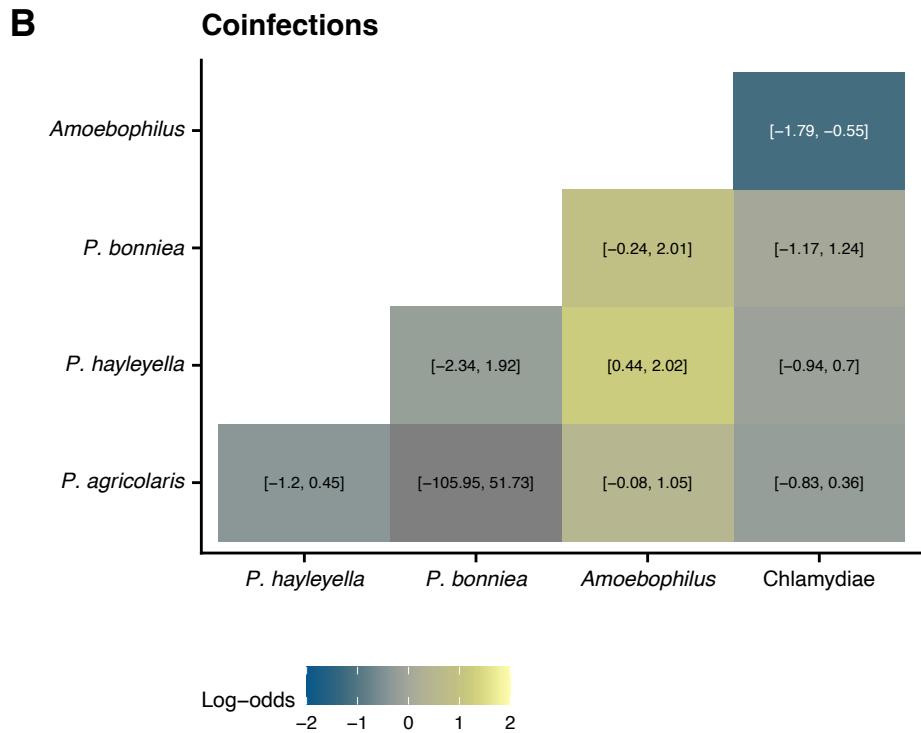 B
Coinfections
Amoebophilus [−1.79, −0.55]
P. bonniea [−0.24, 2.01] [−1.17, 1.24]
P. hayleyella [−2.34, 1.92] [0.44, 2.02] [−0.94, 0.7]
P. agricolaris [−1.2, 0.45] [−105.95, 51.73] [−0.08, 1.05] [−0.83, 0.36]
P. hayleyella P. bonniea Amoebophilus Chlamydiae
Log−odds
−2 −1 0 1 2